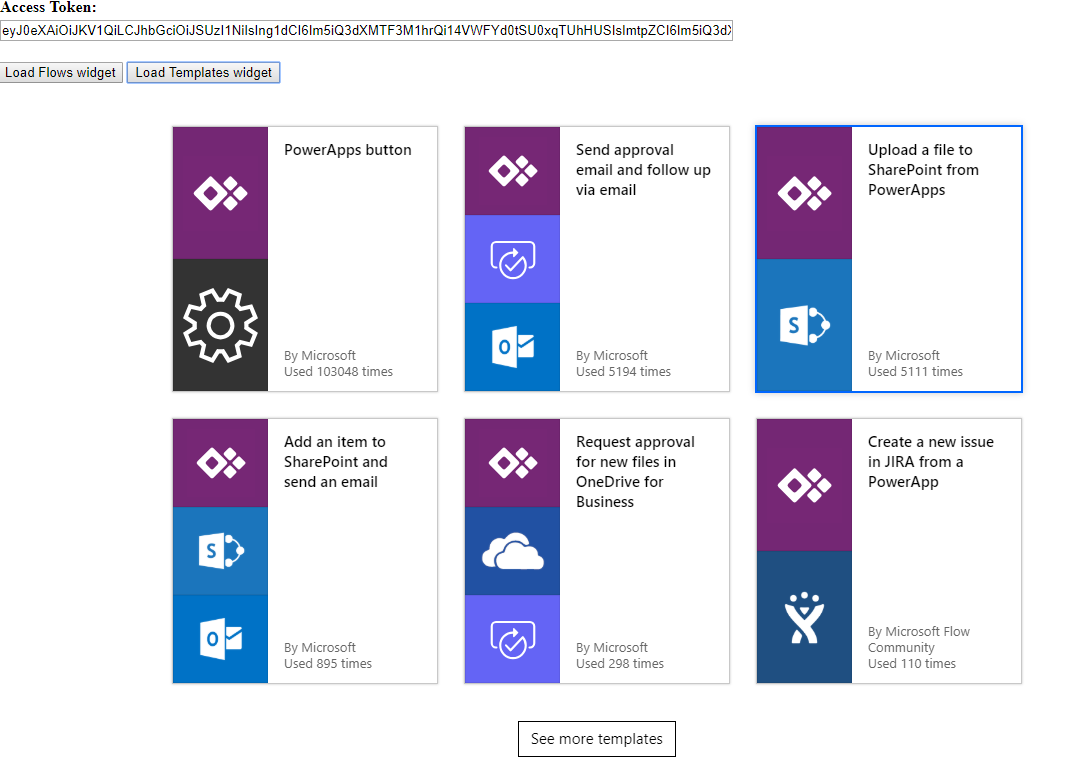 Access Token:
Load Flows widget
Load Templates widget
PowerApps button
By Microsoft
Used 103048 times
Send approval
email and follow up
via email
By Microsoft
Used 5194 times
Upload a file to
SharePoint from
PowerApps
S
By Microsoft
Used 5111 times
O
Add an item to
SharePoint and
send an email
S
O
By Microsoft
Used 895 times
Request approval
for new files in
OneDrive for
Business
By Microsoft
Used 298 times
Create a new issue
in JIRA from a
PowerApp
By Microsoft Flow
Community
Used 110 times
See more templates